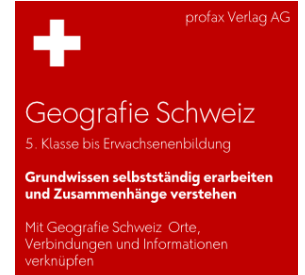 profax Verlag AG
Geografie Schweiz
5. Klasse bis Erwachsenenbildung
Grundwissen selbstständig erarbeiten
und Zusammenhänge verstehen
Mit Geografie Schweiz Orte,
Verbindungen und Informationen
verknüpfen